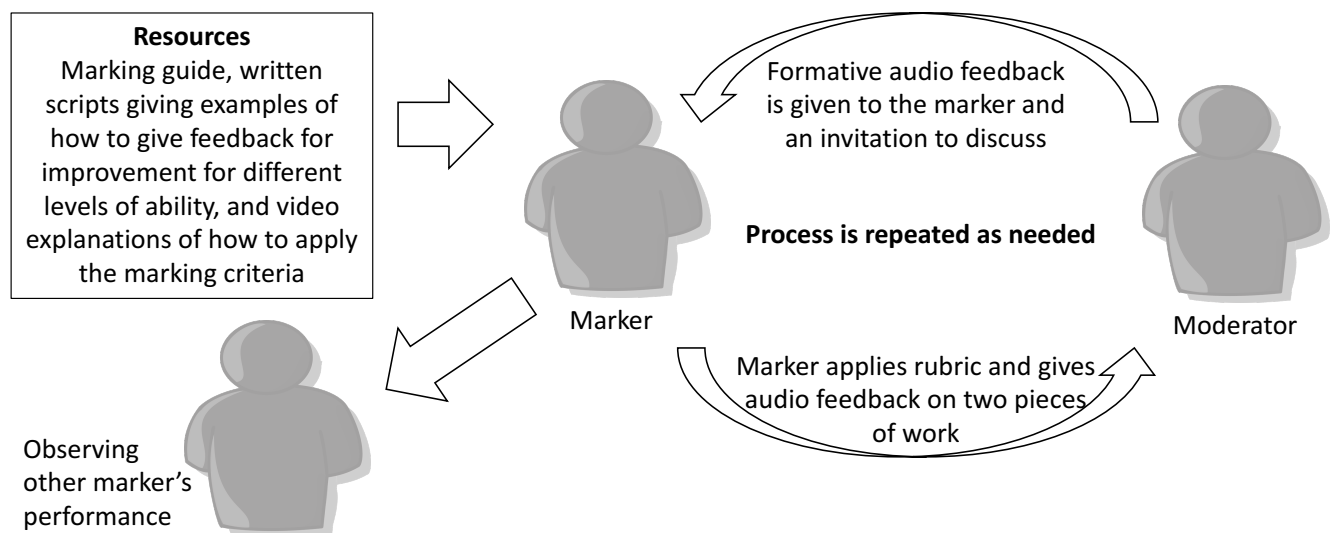 Resources
Marking guide, written
scripts giving examples of
how to give feedback for
improvement for different
levels of ability, and video
explanations of how to apply
the marking criteria
Formative audio feedback
is given to the marker and
an invitation to discuss
Process is repeated as needed
Marker
Moderator
Marker applies rubric and gives
audio feedback on two pieces
of work
Observing
other marker's
performance